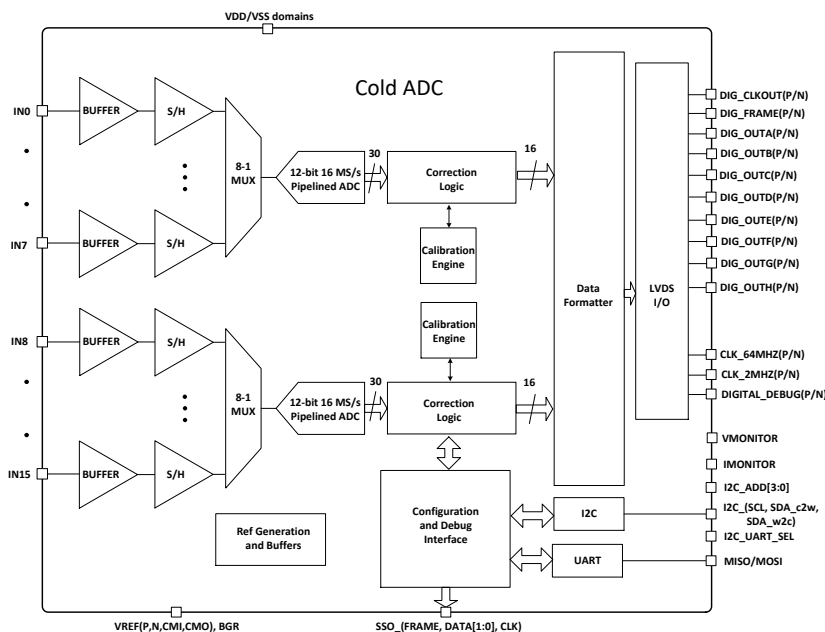 VDD/VSS domains
Cold ADC
IN0
BUFFER
S/H
8-1
MUX
12-bit 16 MS/s
Pipelined ADC
30
Correction
Logic
16
IN7
BUFFER
S/H
Calibration
Engine
Data
Formatter
LVDS
I/O
DIG_CLKOUT(P/N)
DIG_FRAME(P/N)
DIG_OUTA(P/N)
DIG_OUTB(P/N)
DIG_OUTC(P/N)
DIG_OUTD(P/N)
DIG_OUTE(P/N)
DIG_OUTF(P/N)
DIG_OUTG(P/N)
DIG_OUTH(P/N)
CLK_64MHZ(P/N)
CLK_2MHZ(P/N)
DIGITAL_DEBUG(P/N)
IN8
BUFFER
S/H
8-1
MUX
Calibration
Engine
12-bit 16 MS/s
Pipelined ADC
30
Correction
Logic
16
IN15
BUFFER
S/H
Ref Generation
and Buffers
Configuration
and Debug
Interface
I2C
UART
VMONITOR
IMONITOR
I2C_ADD[3:0]
I2C_(SCL, SDA_c2w,
SDA_w2c)
I2C_UART_SEL
MISO/MOSI
VREF(P,N,CMI,CMO), BGR
SSO_(FRAME, DATA[1:0], CLK)